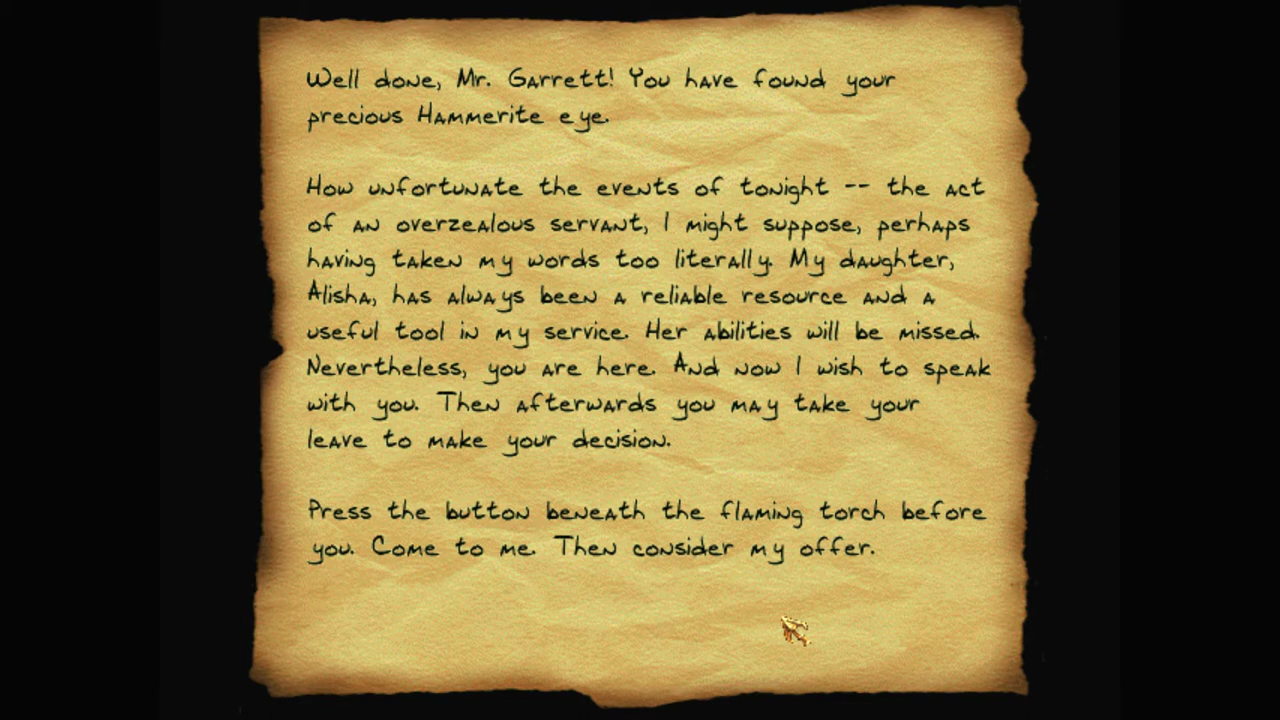 Well done, Mr. Garrett! You have found your
precious Hammerite eye.
How unfortunate the events of tonight -- the act
of an overzealous servant, I might suppose, perhaps
having taken my words too literally. My daughter,
Alisha, has always been a reliable resource and a
useful tool in my service. Her abilities will be missed.
Nevertheless, you are here. And now I wish to speak
with you. Then afterwards you may take your
leave to make your decision.
Press the button beneath the flaming torch before
you. Come to me. Then consider my offer.